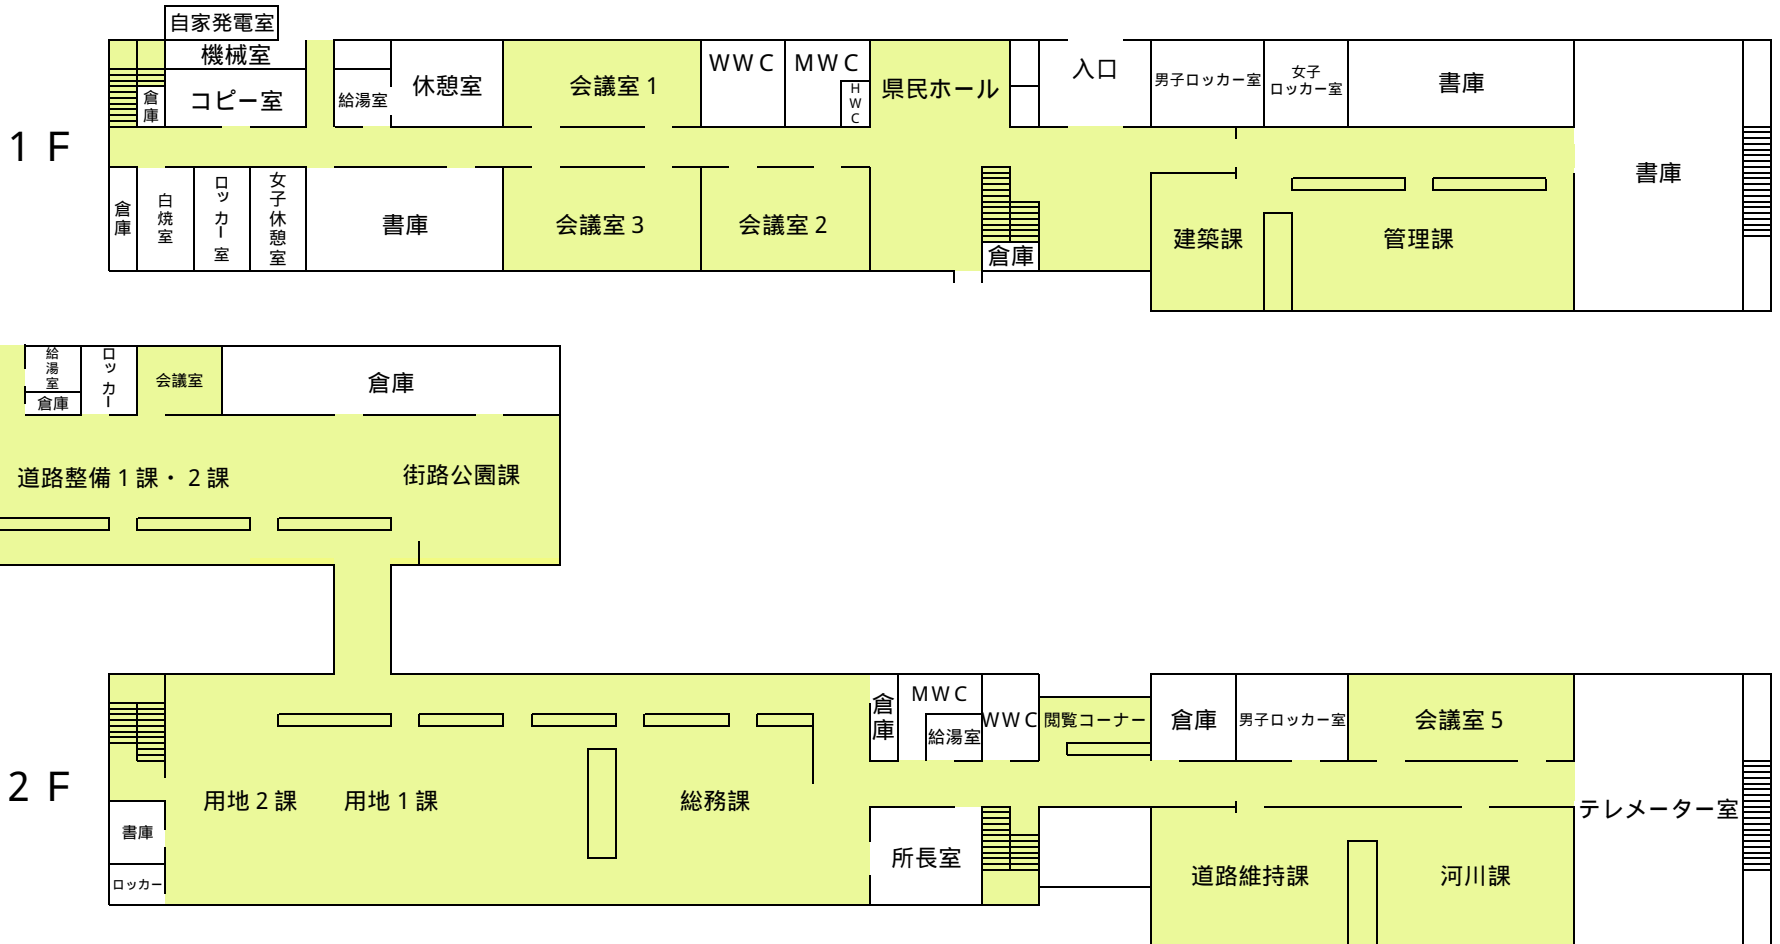 自家発電室
機械室
コピー室
倉庫
給湯室
休憩室
会議室１
ＷＷＣ
ＭＷＣ
ＨＷＣ
県民ホール
入口
男子ロッカー室
女子
ロッカー室
書庫
１Ｆ
書庫
倉庫
白焼室
ロッカー室
女子休憩室
書庫
会議室３
会議室２
倉庫
建築課
管理課
給湯室
倉庫
ロッカー
会議室
倉庫
道路整備１課・２課
街路公園課
倉庫
ＭＷＣ
給湯室
ＷＷＣ
閲覧コーナー
倉庫
男子ロッカー室
会議室５
２Ｆ
用地２課
用地１課
総務課
テレメーター室
書庫
ロッカー
所長室
道路維持課
河川課